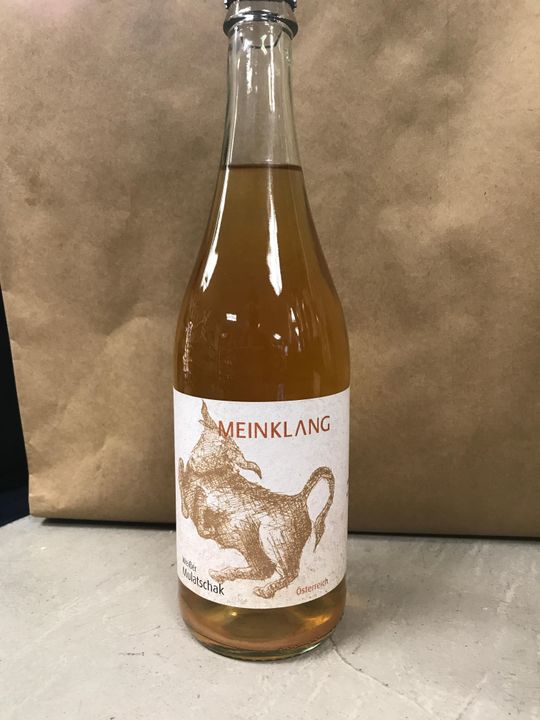 MEINKLANG
Weißer
Mulatschak
Österreich